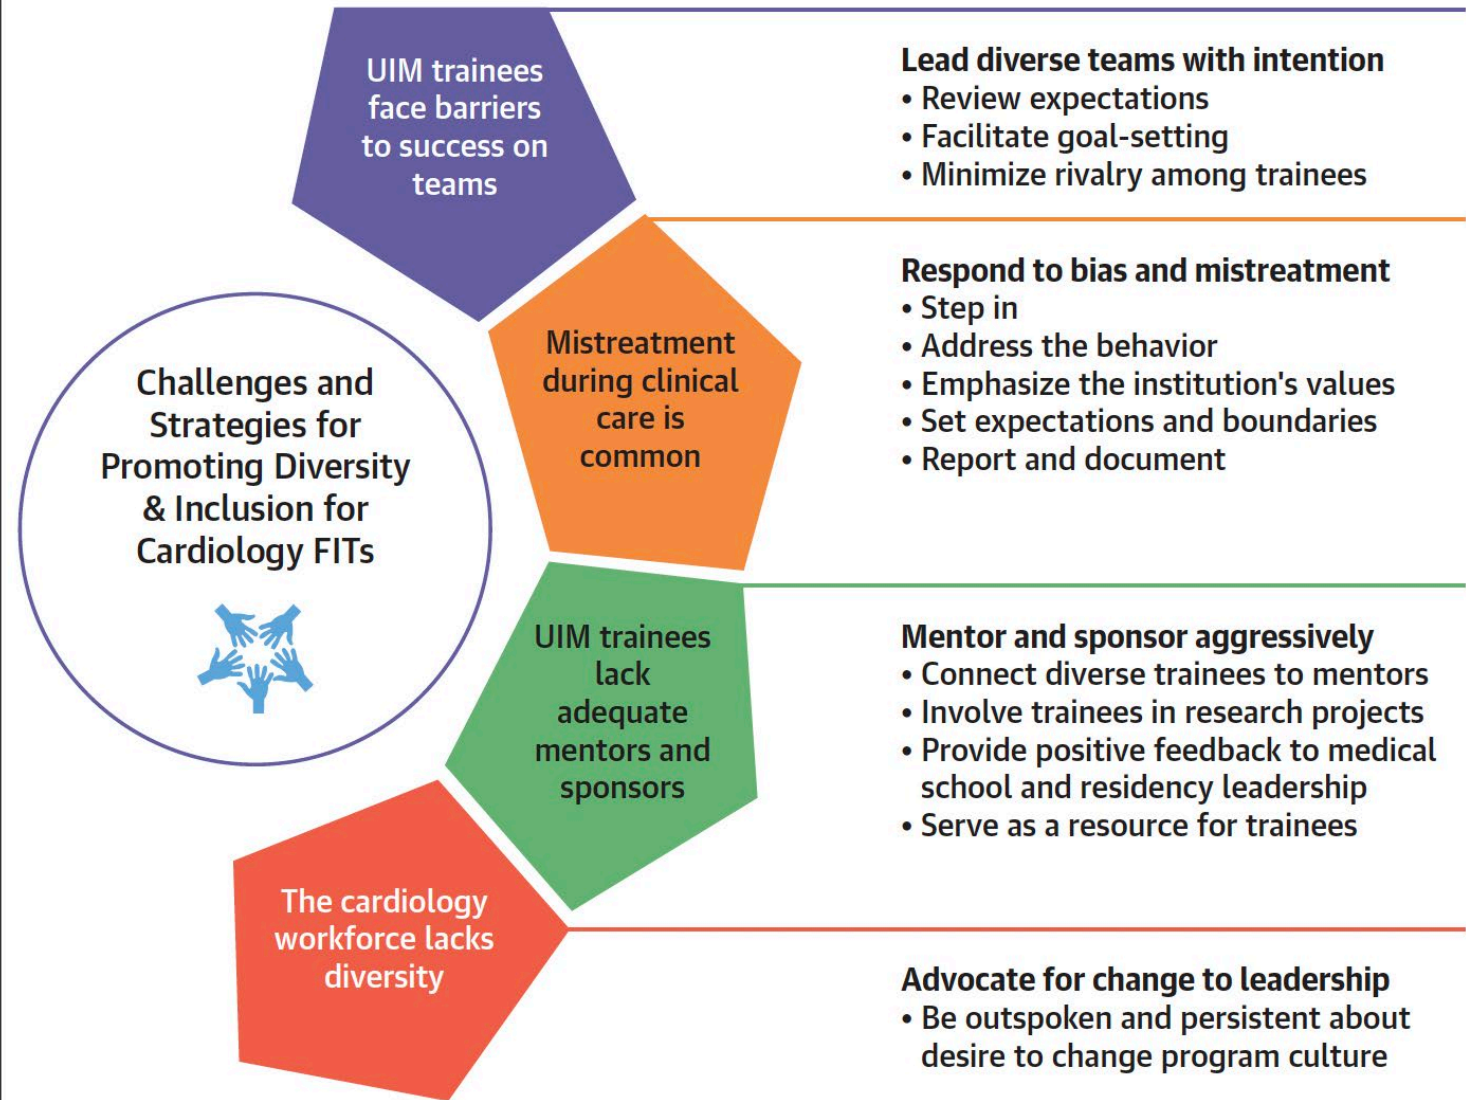 Challenges and
Strategies for
Promoting Diversity
& Inclusion for
Cardiology FITs
UIM trainees
face barriers
to success on
teams
Lead diverse teams with intention
• Review expectations
• Facilitate goal-setting
• Minimize rivalry among trainees
Mistreatment
during clinical
care is
common
Respond to bias and mistreatment
• Step in
• Address the behavior
• Emphasize the institution's values
• Set expectations and boundaries
• Report and document
UIM trainees
lack
adequate
mentors and
sponsors
Mentor and sponsor aggressively
• Connect diverse trainees to mentors
• Involve trainees in research projects
• Provide positive feedback to medical
school and residency leadership
• Serve as a resource for trainees
The cardiology
workforce lacks
diversity
Advocate for change to leadership
• Be outspoken and persistent about
desire to change program culture